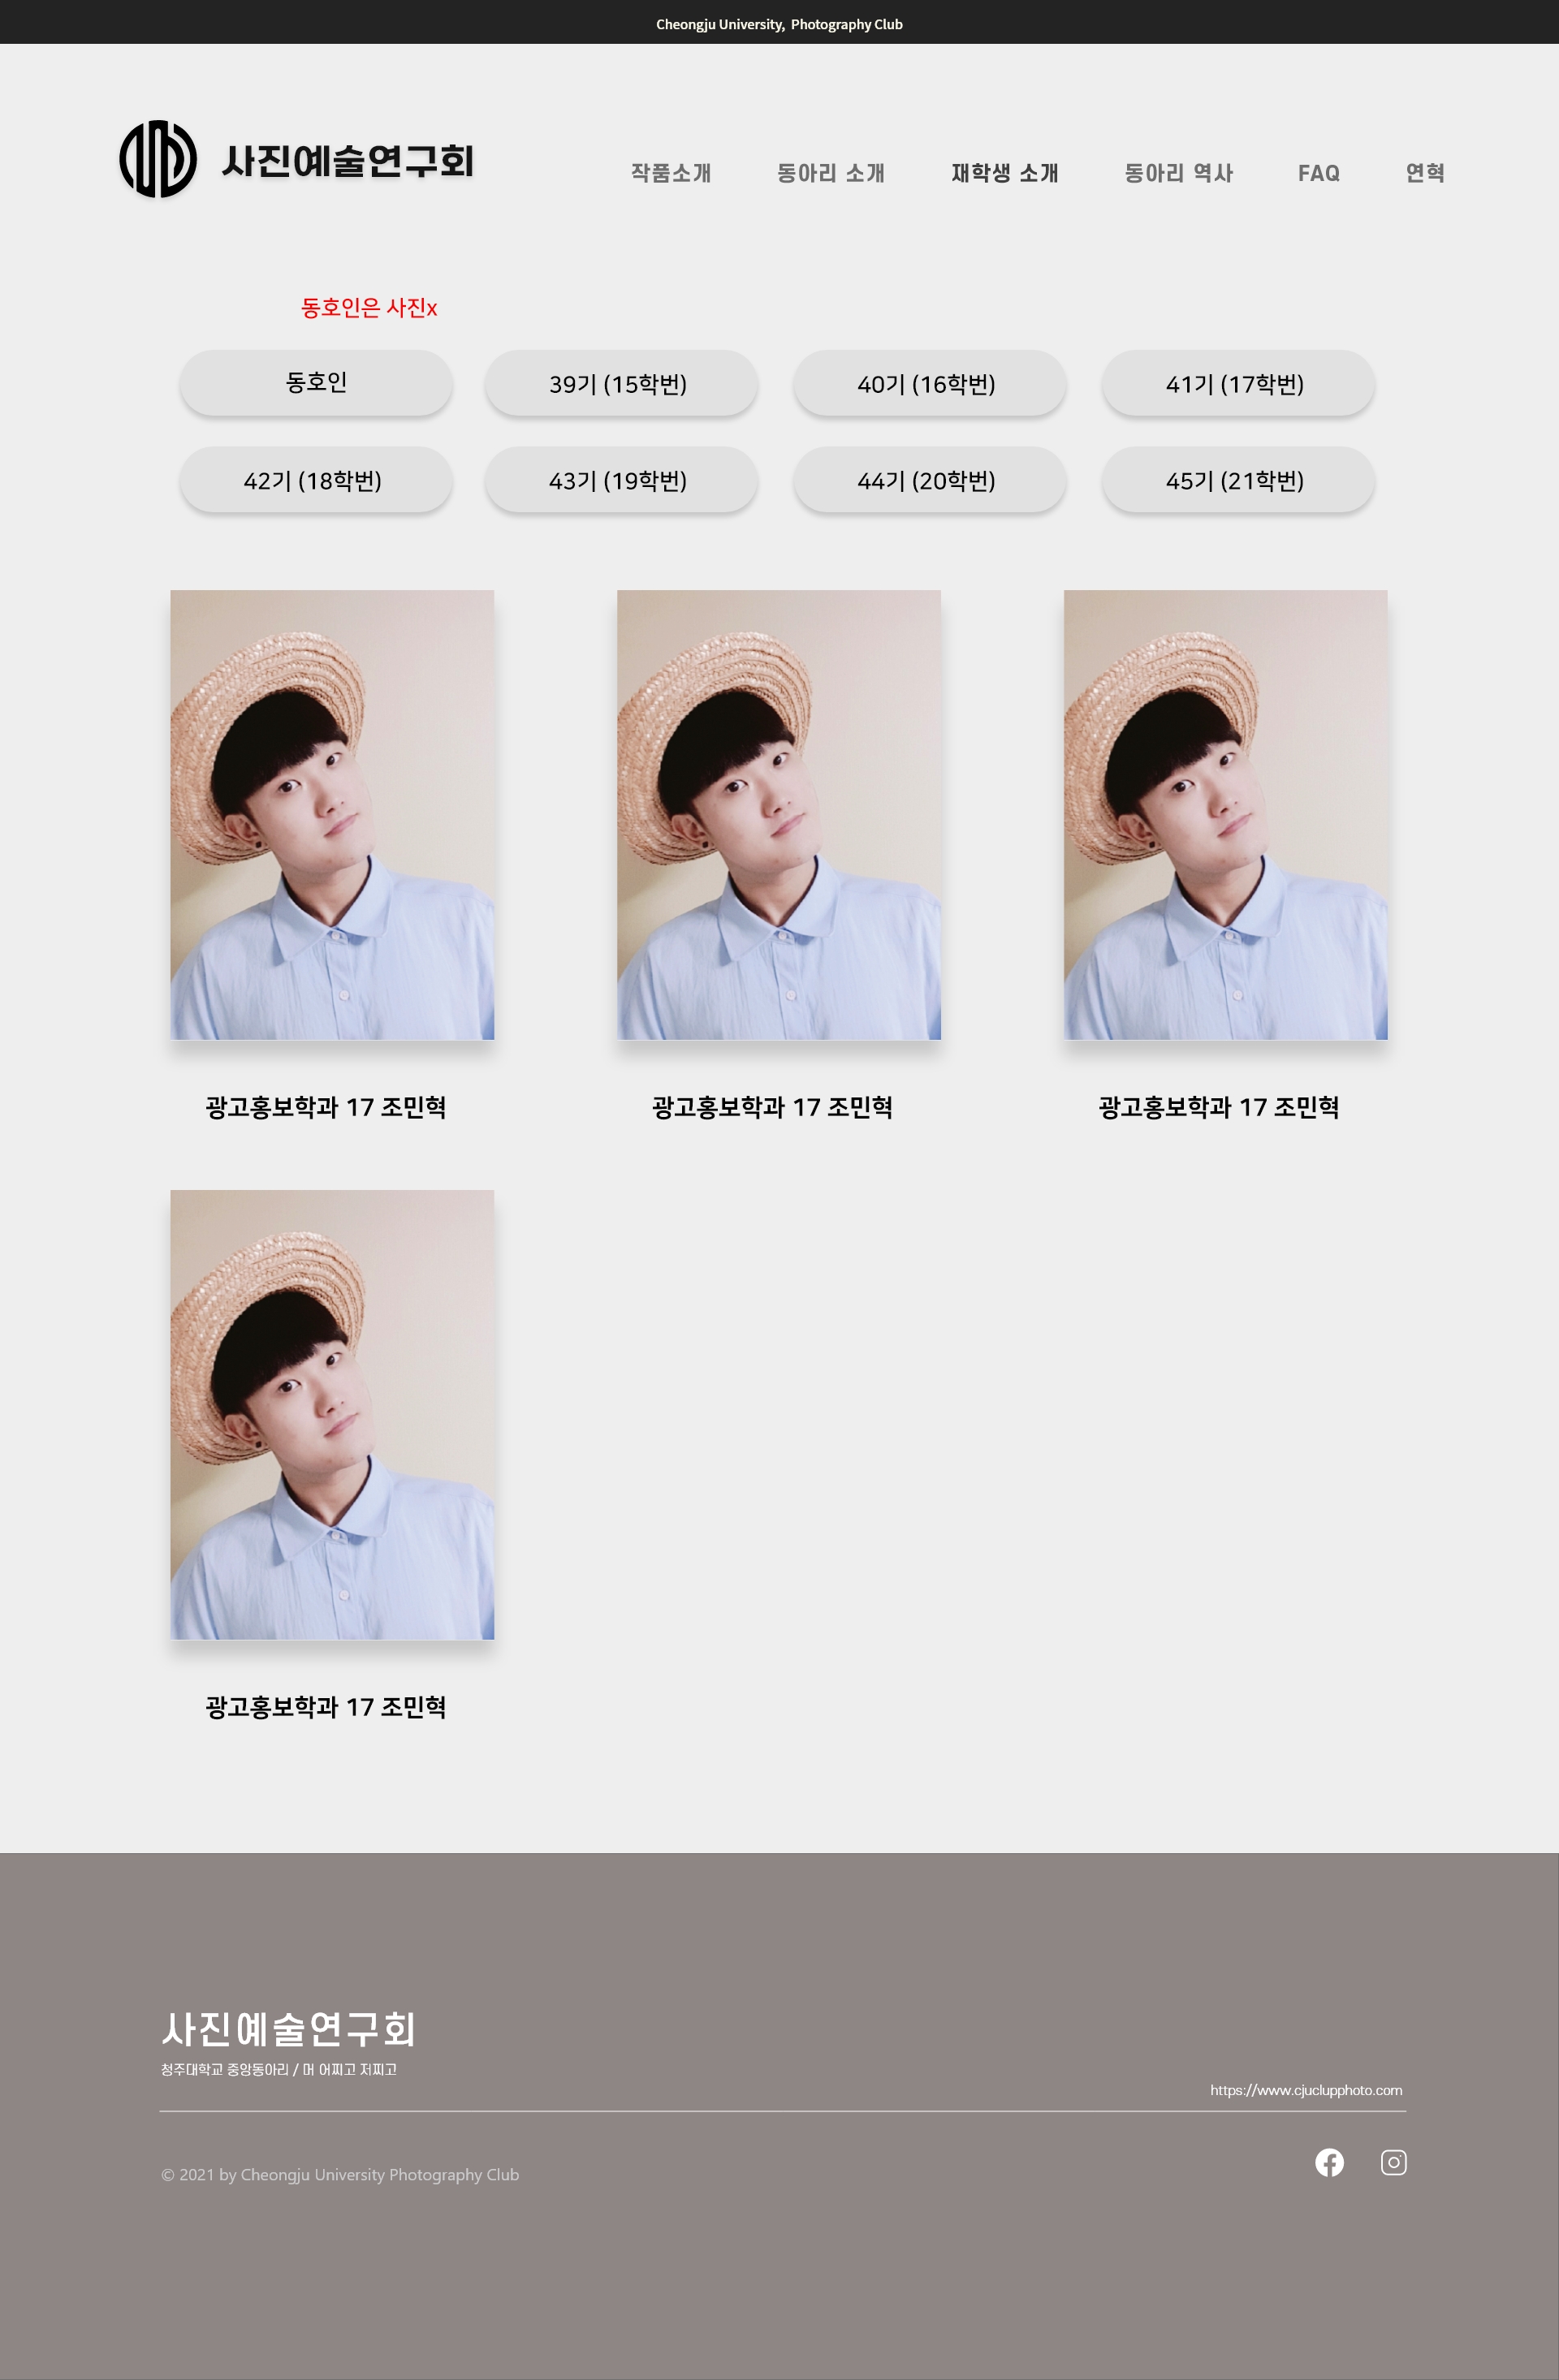 Cheongju University, Photography Club
사진예술연구회
작품소개 동아리 소개 재학생 소개 동아리 역사 FAQ 연혁
동호인은 사진x
동호인 39기 (15학번) 40기 (16학번) 41기 (17학번)
42기 (18학번) 43기 (19학번) 44기 (20학번) 45기 (21학번)
광고홍보학과 17 조민혁 광고홍보학과 17 조민혁 광고홍보학과 17 조민혁
광고홍보학과 17 조민혁
사진예술연구회
청주대학교 중앙동아리 / 머 어찌고 저찌고
https://www.cjuclupphoto.com
© 2021 by Cheongju University Photography Club